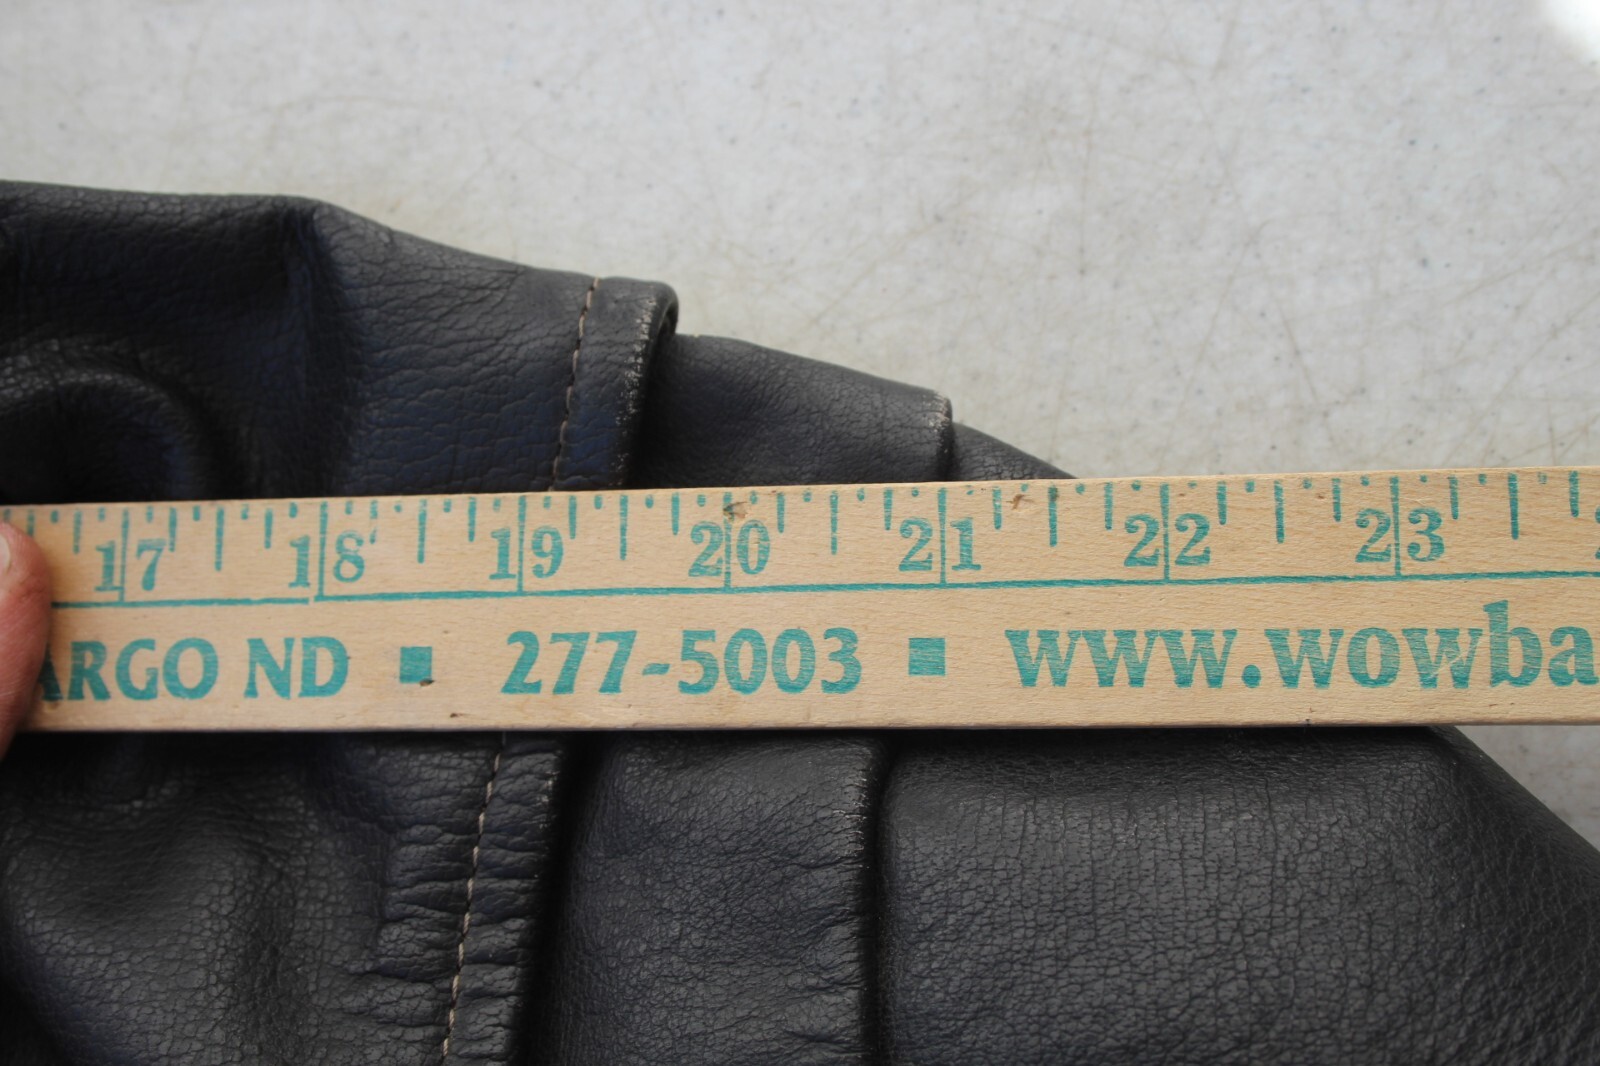 17 18 19 20 21 22 23
ARGO ND ■ 277-5003 ■ www.wowba